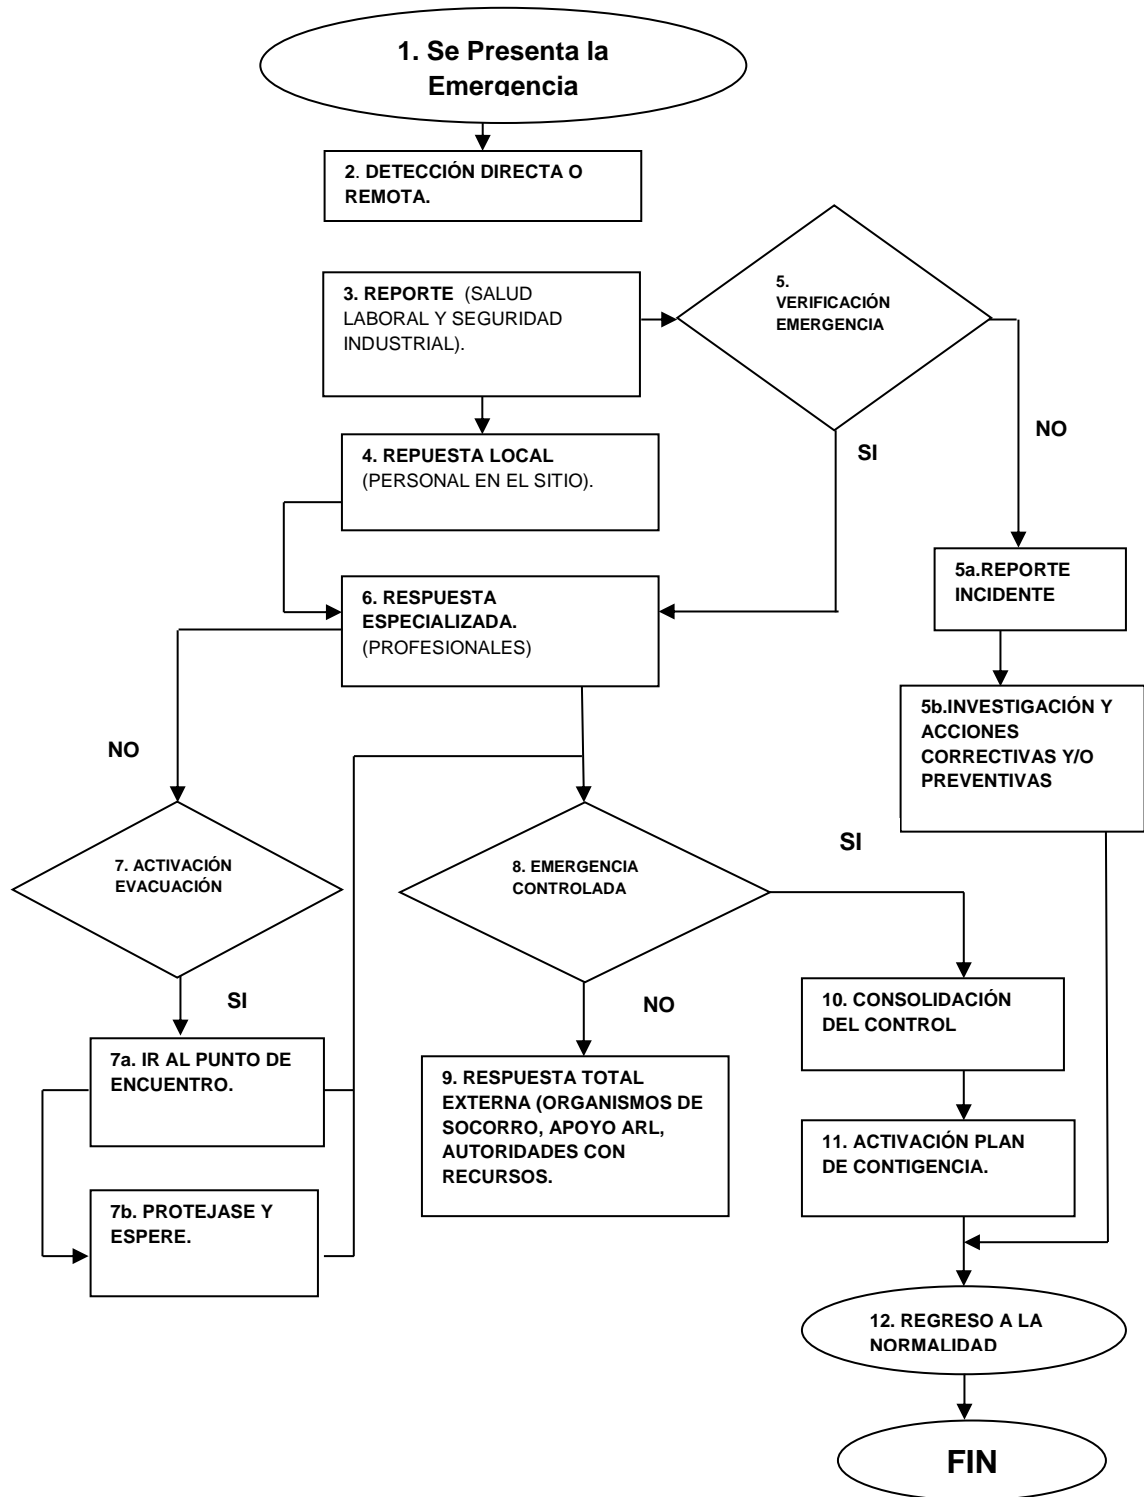 1. Se Presenta la
Emergencia
2. DETECCIÓN DIRECTA O
REMOTA.
3. REPORTE (SALUD
LABORAL Y SEGURIDAD
INDUSTRIAL).
5.
VERIFICACIÓN
EMERGENCIA
NO
SI
4. REPUESTA LOCAL
(PERSONAL EN EL SITIO).
5a.REPORTE
INCIDENTE
6. RESPUESTA
ESPECIALIZADA.
(PROFESIONALES)
5b.INVESTIGACIÓN Y
ACCIONES
CORRECTIVAS Y/O
PREVENTIVAS
NO
SI
7. ACTIVACIÓN
EVACUACIÓN
8. EMERGENCIA
CONTROLADA
SI
NO
10. CONSOLIDACIÓN
DEL CONTROL
7a. IR AL PUNTO DE
ENCUENTRO.
9. RESPUESTA TOTAL
EXTERNA (ORGANISMOS DE
SOCORRO, APOYO ARL,
AUTORIDADES CON
RECURSOS.
11. ACTIVACIÓN PLAN
DE CONTIGENCIA.
7b. PROTEJASE Y
ESPERE.
12. REGRESO A LA
NORMALIDAD
FIN